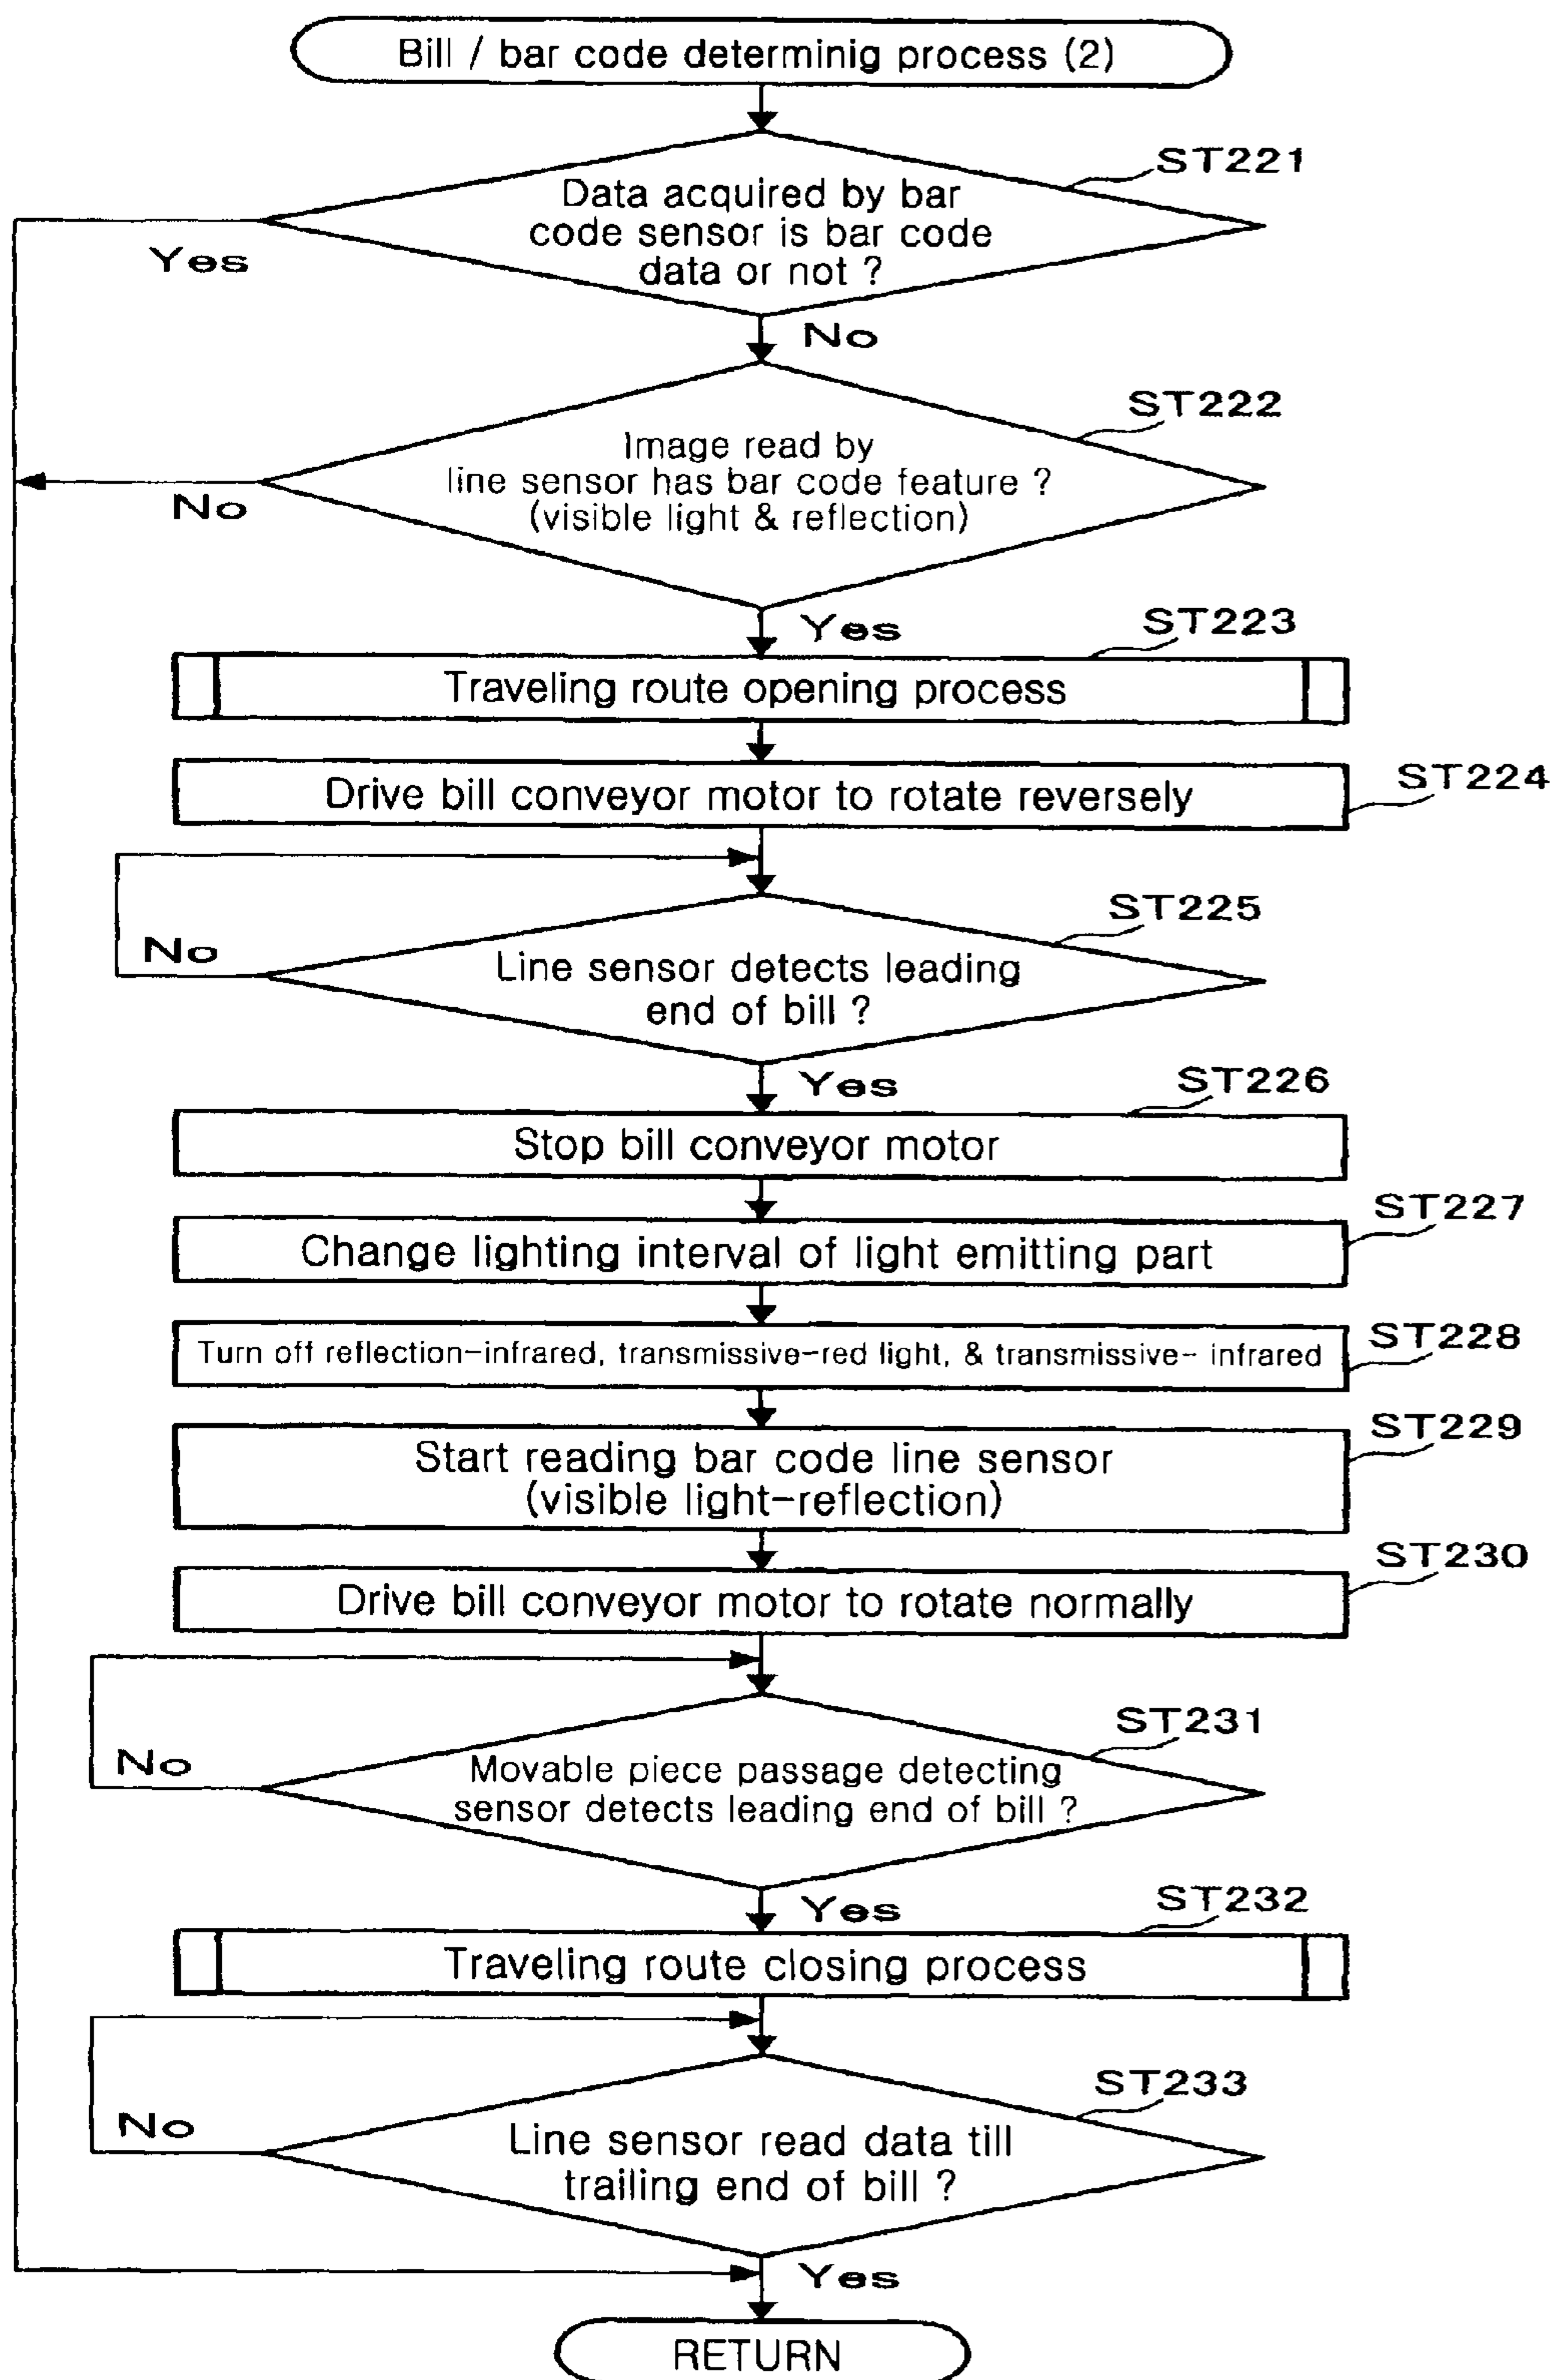 Bill / bar code determinig process (2)
ST221
Data acquired by bar
code sensor is bar code
data or not ?
Yes
No
ST222
Image read by
line sensor has bar code feature ?
(visible light & reflection)
No
Yes
ST223
Traveling route opening process
ST224
Drive bill conveyor motor to rotate reversely
ST225
No
Line sensor detects leading
end of bill ?
Yes
ST226
Stop bill conveyor motor
ST227
Change lighting interval of light emitting part
ST228
Turn off reflection-infrared, transmissive-red light, & transmissive- infrared
ST229
Start reading bar code line sensor
(visible light-reflection)
ST230
Drive bill conveyor motor to rotate normally
ST231
No
Movable piece passage detecting
sensor detects leading end of bill ?
Yes
ST232
Traveling route closing process
ST233
No
Line sensor read data till
trailing end of bill ?
Yes
RETURN